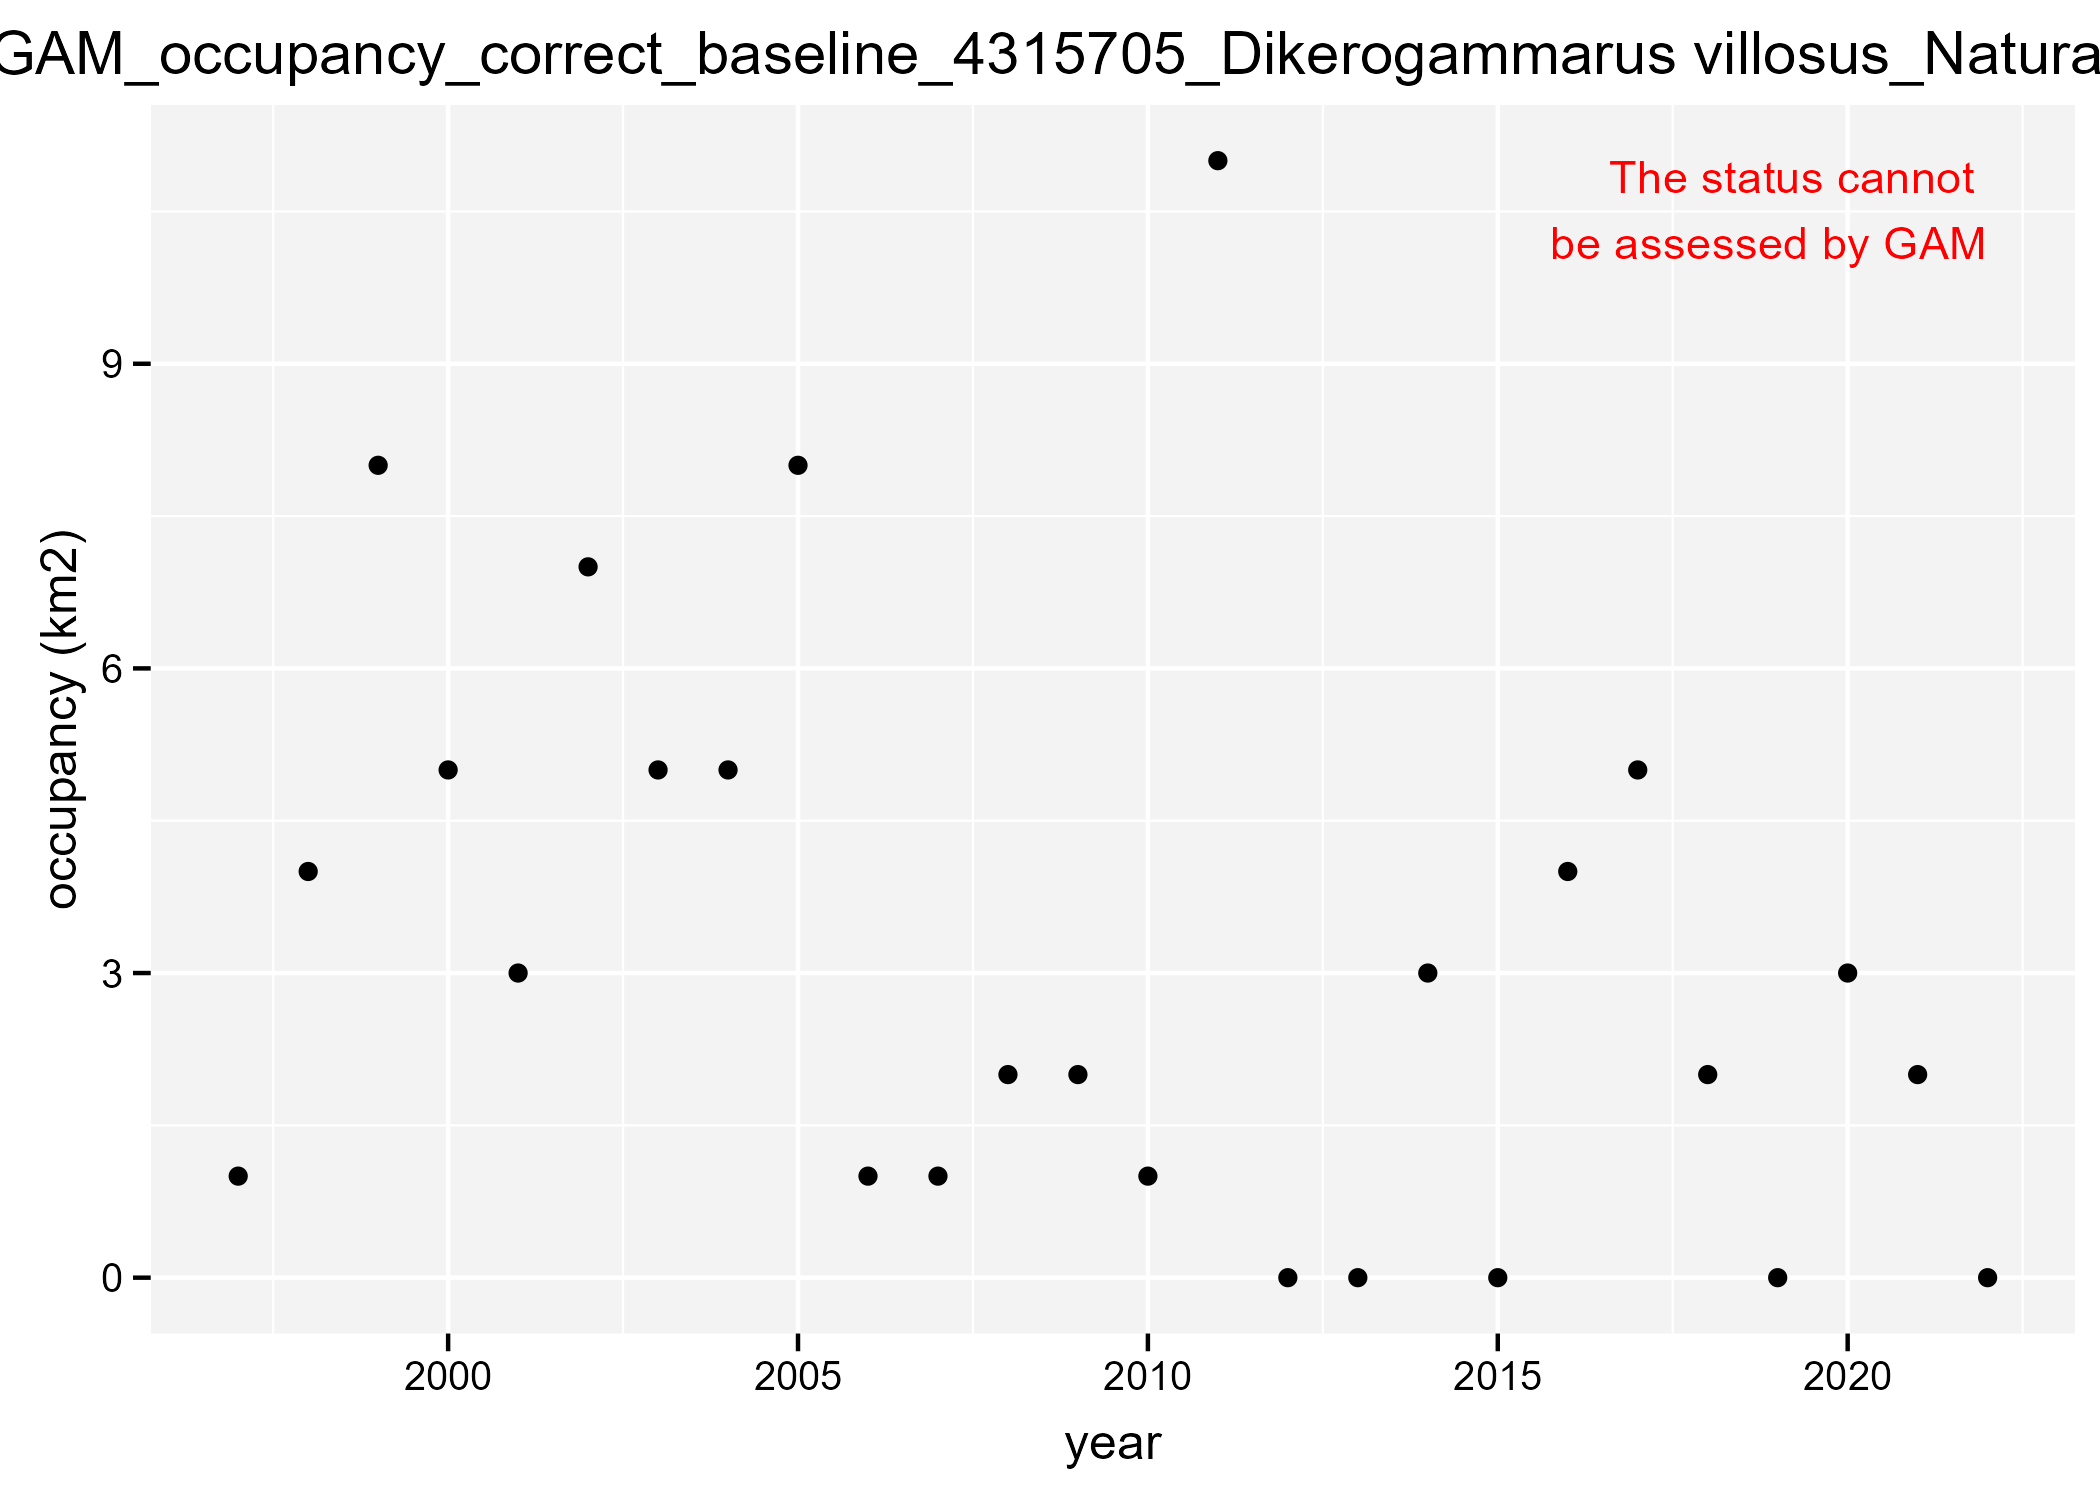 GAM_occupancy_correct_baseline_4315705_Dikerogammarus villosus_Natura
The status cannot
be assessed by GAM
occupancy (km2)
9
6
3
0
2000 2005 2010 2015 2020
year